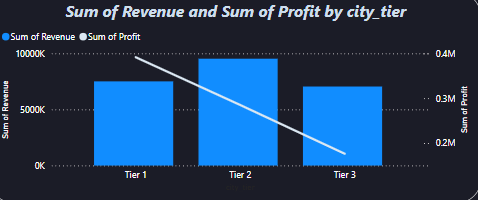 Sum of Revenue and Sum of Profit by city_tier
Sum of Revenue Sum of Profit
10000K
5000K
0K
Sum of Revenue
0.4M
0.3M
0.2M
Sum of Profit
Tier 1 Tier 2 Tier 3